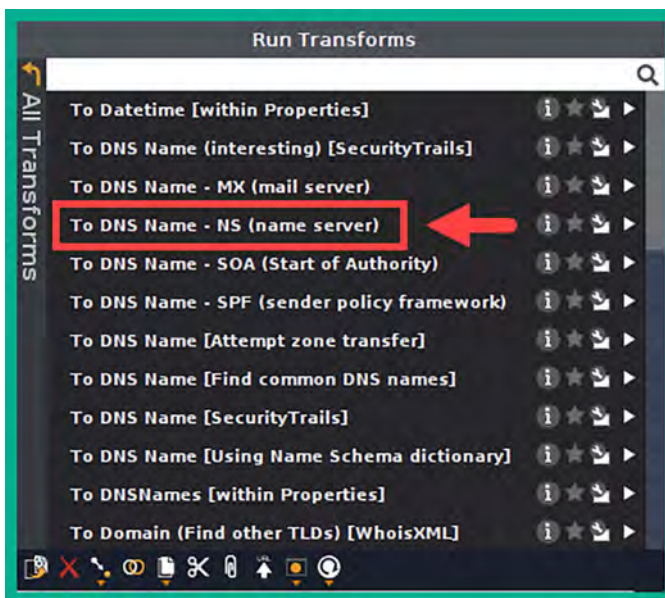 Run Transforms
All Transforms
To Datetime [within Properties]
To DNS Name (interesting) [SecurityTrails]
To DNS Name - MX (mail server)
To DNS Name - NS (name server)
To DNS Name - SOA (Start of Authority)
To DNS Name - SPF (sender policy framework)
To DNS Name [Attempt zone transfer]
To DNS Name [Find common DNS names]
To DNS Name [SecurityTrails]
To DNS Name [Using Name Schema dictionary]
To DNSNames [within Properties]
To Domain (Find other TLDs) [WhoisXML]